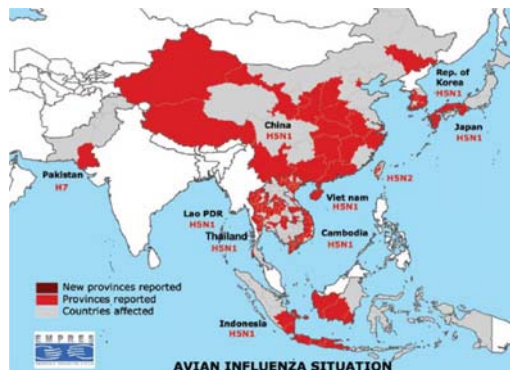 Rep. of
Korea
H5N1
China
H5N1
Japan
H5N1
Pakistan
H7
H5N2
Viet nam
H5N1
Lao PDR
H5N1
Cambodia
H5N1
Thailand
H5N1
New provinces reported
Provinces reported
Countries affected
Indonesia
H5N1
EMPRES
AVIAN INFLUENZA SITUATION